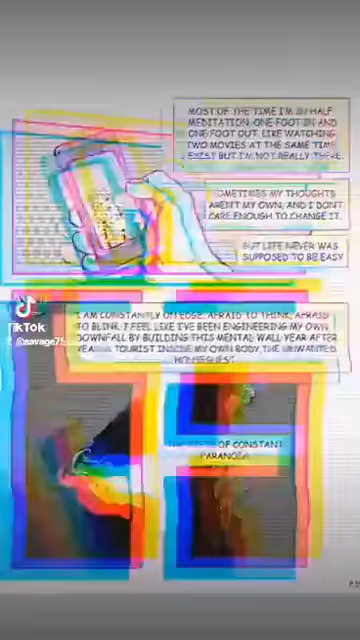 MOST OF THE TIME I'M IN HALF
MEDITATION. ONE FOOT IN AND
ONE FOOT OUT. LIKE WATCHING
TWO MOVIES AT THE SAME TIME
EXIST BUT I'M NOT REALLY THERE.
SOMETIMES MY THOUGHTS
AREN'T MY OWN, AND I DON'T
CARE ENOUGH TO CHANGE IT.
BUT LIFE NEVER WAS
SUPPOSED TO BE EASY
I AM CONSTANTLY ON EDGE. AFRAID TO THINK, AFRAID
TO BLINK. I FEEL LIKE I'VE BEEN ENGINEERING MY OWN
DOWNFALL BY BUILDING THIS MENTAL WALL YEAR AFTER
YEAR. A TOURIST INSIDE MY OWN BODY, THE UNWANTED
HOUSEGUEST.
TikTok
OF CONSTANT
PARANOIA